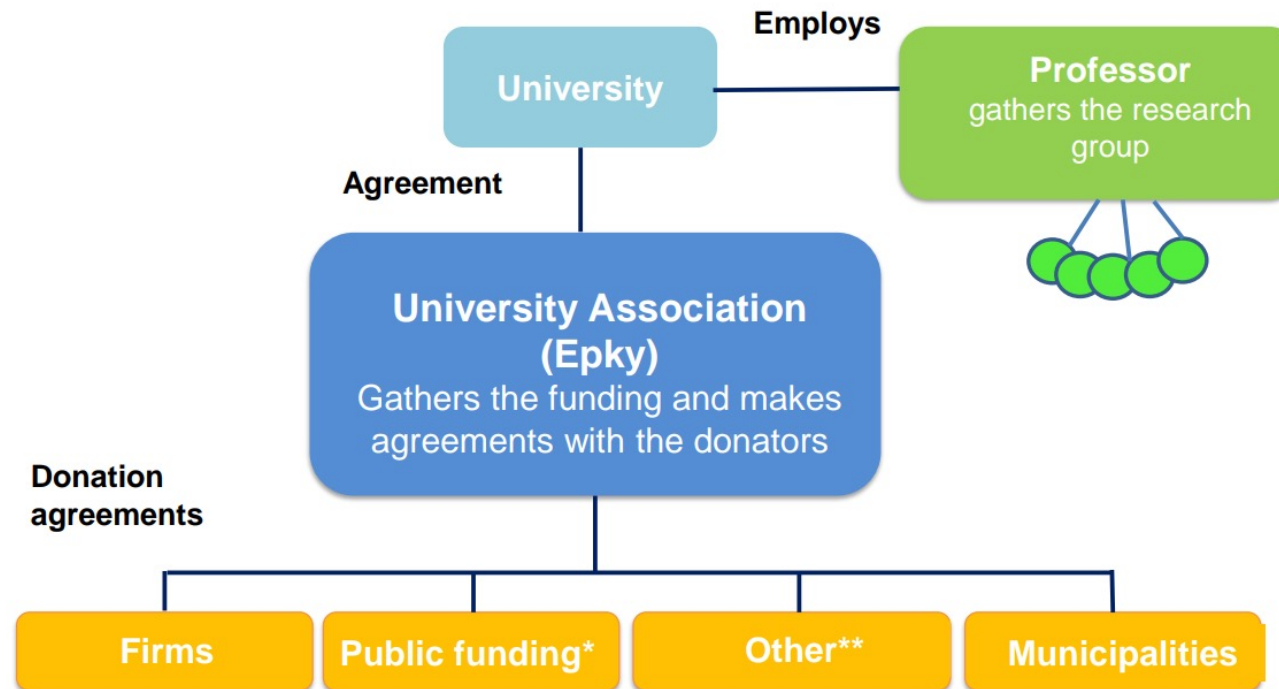 Employs
University
Professor
gathers the research
group
Agreement
University Association
(Epky)
Gathers the funding and makes
agreements with the donators
Donation
agreements
Firms
Public funding*
Other**
Municipalities